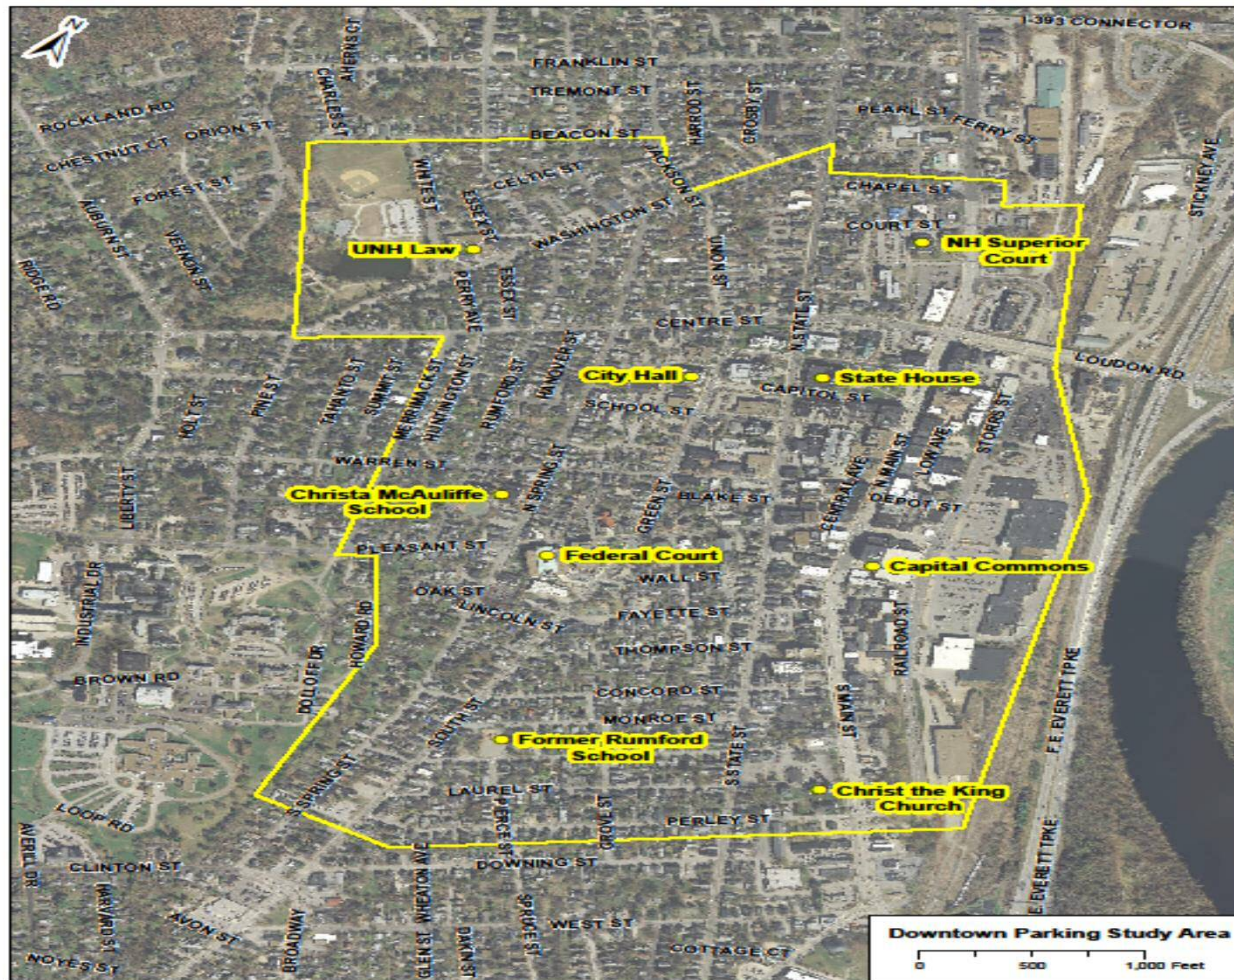 N
I-393 CONNECTOR
AHERNS CT
FRANKLIN ST
CHARLES ST
TREMONT ST
HARROD ST
CROSBY ST
PEARL ST
FERRY ST
ROCKLAND RD
ORION ST
BEACON ST
CHESTNUT CT
JACKSON ST
STICKNEY AVE
WINTER ST
CELTIC ST
FOREST ST
CHAPEL ST
ESSEX ST
WASHINGTON ST
AUBURN ST
COURT ST
VERNON ST
UNH Law
UNION ST
NH Superior
Court
RIDGE RD
PERRY AVE
ESSEX ST
N STATE ST
CENTRE ST
LOUDON RD
HANOVER ST
City Hall
State House
TAHANTO ST
SUMMIT ST
MERRIMACK ST
HUNTINGTON ST
RUMFORD ST
CAPITOL ST
PINE ST
HOLT ST
SCHOOL ST
STORRS ST
LOW AVE
N MAIN ST
WARREN ST
N SPRING ST
CENTRAL AVE
LIBERTY ST
Christa McAuliffe
School
GREEN ST
BLAKE ST
DEPOT ST
PLEASANT ST
Federal Court
Capital Commons
INDUSTRIAL DR
WALL ST
OAK ST
LINCOLN ST
FAYETTE ST
HOWARD RD
RAILROAD ST
THOMPSON ST
BROWN RD
DOLLOFF DR
CONCORD ST
SOUTH ST
MONROE ST
S MAIN ST
F.E. EVERETT TPKE
Former Rumford
School
S STATE ST
S SPRING ST
LAUREL ST
Christ the King
Church
LOOP RD
PIERCE ST
GROVE ST
PERLEY ST
AVERILL DR
CLINTON ST
DOWNING ST
GLEN ST
WHEATON AVE
HARVARD ST
AVON ST
BROADWAY
SPRUCE ST
DAKIN ST
WEST ST
E. EVERETT TPKE
NOYES ST
COTTAGE CT
Downtown Parking Study Area
0 500 1,000 Feet